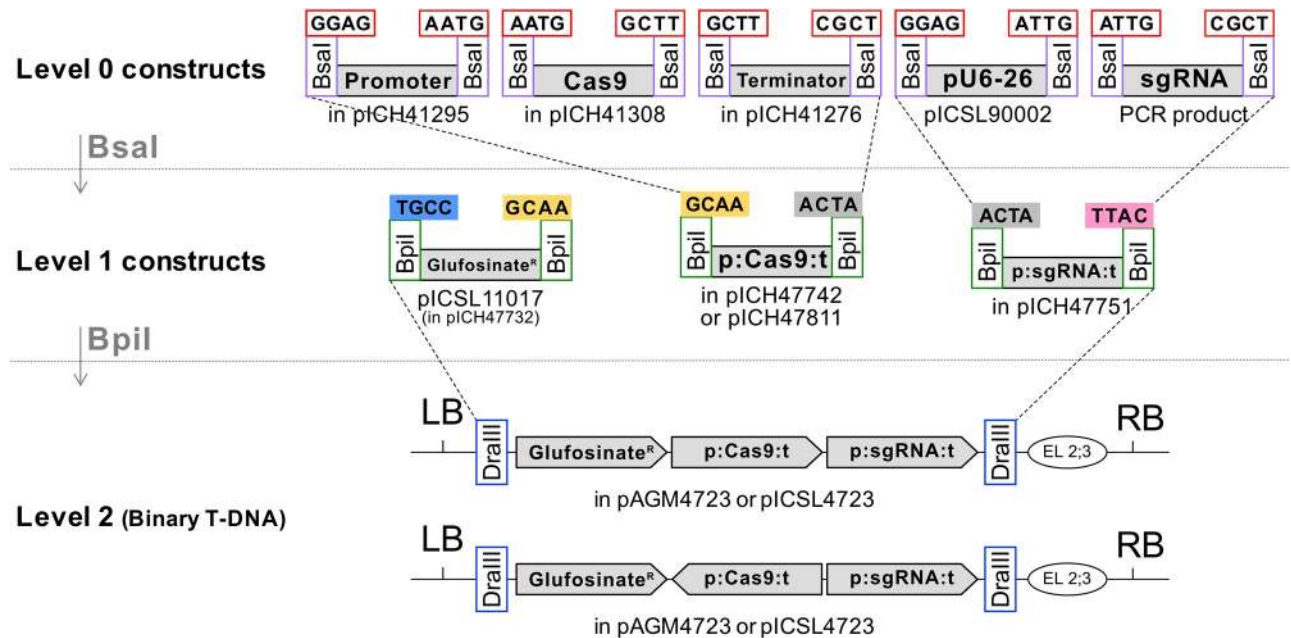 GGAG AATG AATG GCTT GCTT CGCT GGAG ATTG ATTG CGCT
Level 0 constructs BsaI Promoter BsaI BsaI Cas9 BsaI BsaI Terminator BsaI BsaI pU6-26 BsaI BsaI sgRNA BsaI
in pICH41295 in pICH41308 in pICH41276 pICSL90002 PCR product
BsaI
TGCC GCAA GCAA ACTA ACTA TTAC
Level 1 constructs BpiI Glufosinateᴿ BpiI BpiI p:Cas9:t BpiI BpiI p:sgRNA:t BpiI
pICSL11017 in pICH47742 in pICH47751
(in pICH47732) or pICH47811
BpiI
LB RB
DraIII Glufosinateᴿ p:Cas9:t p:sgRNA:t DraIII EL 2;3
in pAGM4723 or pICSL4723
Level 2 (Binary T-DNA)
LB RB
DraIII Glufosinateᴿ p:Cas9:t p:sgRNA:t DraIII EL 2;3
in pAGM4723 or pICSL4723